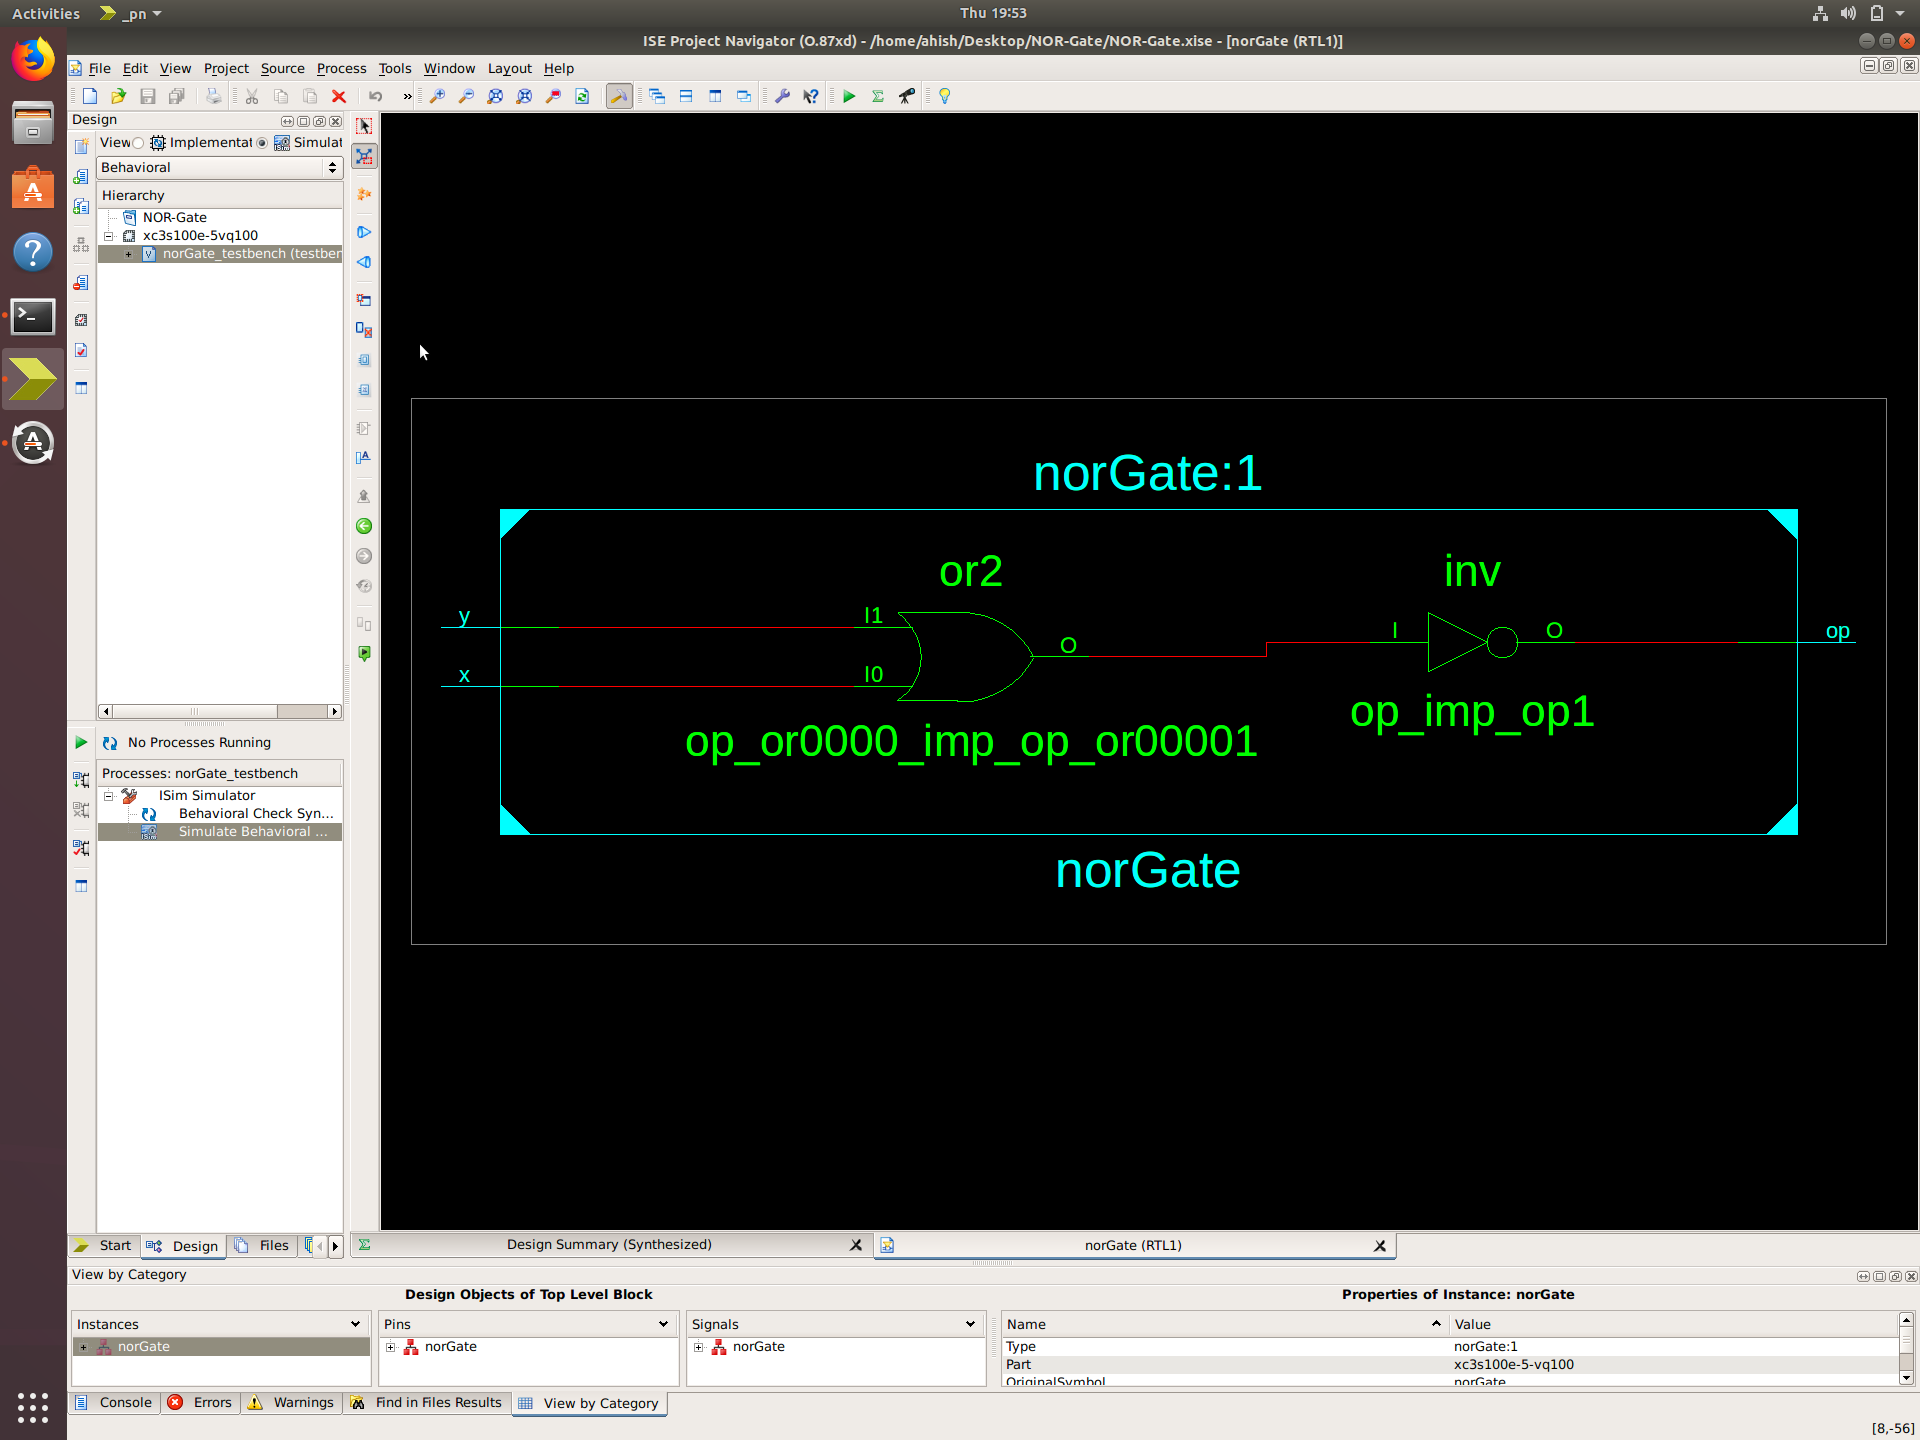 Activities
_pn
Thu 19:53
ISE Project Navigator (O.87xd) - /home/ahish/Desktop/NOR-Gate/NOR-Gate.xise - [norGate (RTL1)]
File Edit View Project Source Process Tools Window Layout Help
Design
View Implementat Simulat
Behavioral
Hierarchy
NOR-Gate
xc3s100e-5vq100
norGate_testbench (testber
No Processes Running
Processes: norGate_testbench
ISim Simulator
Behavioral Check Syn...
Simulate Behavioral ...
Start Design Files
norGate:1
or2
inv
y
I1
x
I0
O
I
O
op
op_or0000_imp_op_or00001
op_imp_op1
norGate
Design Summary (Synthesized)
norGate (RTL1)
View by Category
Design Objects of Top Level Block
Properties of Instance: norGate
Instances
norGate
Pins
norGate
Signals
norGate
Name Value
Type norGate:1
Part xc3s100e-5-vq100
OriginalSymbol norGate
Console Errors Warnings Find in Files Results View by Category
[8,-56]